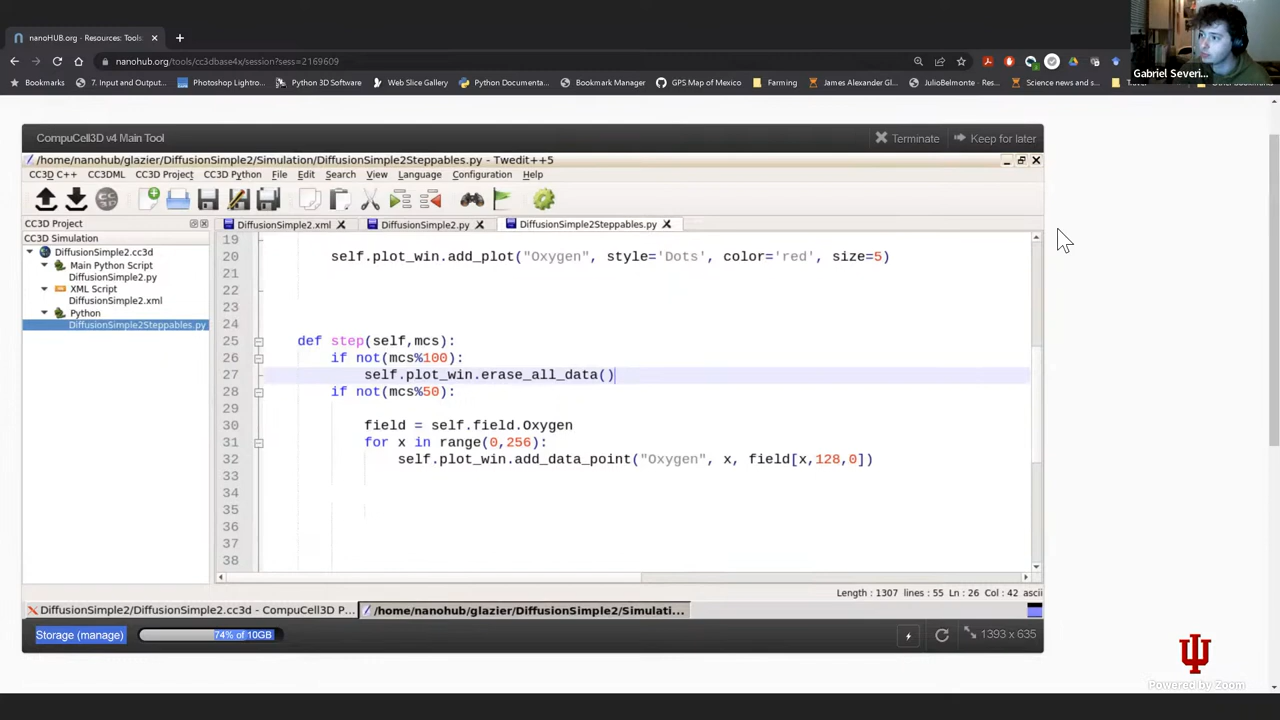 nanoHUB.org - Resources: Tools
nanohub.org/tools/cc3dbase4x/session?sess=2169609
Bookmarks 7. Input and Output... Photoshop Lightro... Python 3D Software Web Slice Gallery Python Documenta... Bookmark Manager GPS Map of Mexico Farming James Alexander Gl... JulioBelmonte - Res... Science news and s...
Gabriel Severi...
CompuCell3D v4 Main Tool
Terminate Keep for later
/home/nanohub/glazier/DiffusionSimple2/Simulation/DiffusionSimple2Steppables.py - Twedit++5
CC3D C++ CC3DML CC3D Project CC3D Python File Edit Search View Language Configuration Help
CC3D Project
CC3D Simulation
DiffusionSimple2.cc3d
Main Python Script
DiffusionSimple2.py
XML Script
DiffusionSimple2.xml
Python
DiffusionSimple2Steppables.py
DiffusionSimple2.xml DiffusionSimple2.py DiffusionSimple2Steppables.py
19
20 self.plot_win.add_plot("Oxygen", style='Dots', color='red', size=5)
21
22
23
24
25 def step(self,mcs):
26 if not(mcs%100):
27 self.plot_win.erase_all_data()
28 if not(mcs%50):
29
30 field = self.field.Oxygen
31 for x in range(0,256):
32 self.plot_win.add_data_point("Oxygen", x, field[x,128,0])
33
34
35
36
37
38
Length : 1307 lines : 55 Ln : 26 Col : 42 ascii
DiffusionSimple2/DiffusionSimple2.cc3d - CompuCell3D P... /home/nanohub/glazier/DiffusionSimple2/Simulati...
Storage (manage) 74% of 10GB
1393 x 635
Powered by Zoom